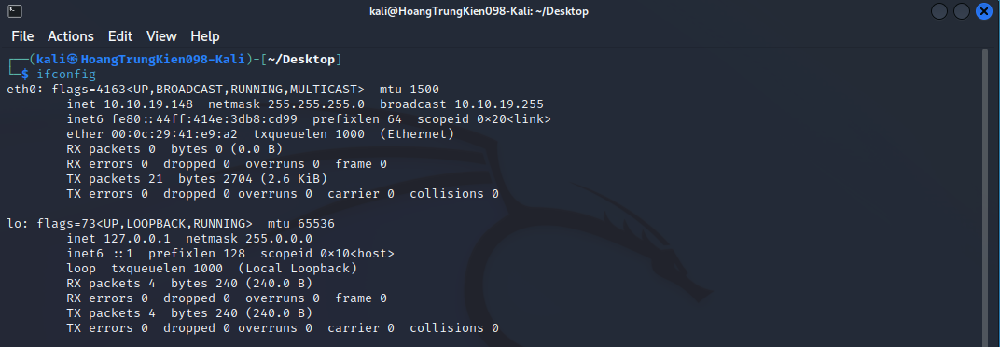 kali@HoangTrungKien098-Kali: ~/Desktop
File Actions Edit View Help
┌──(kali㉿HoangTrungKien098-Kali)-[~/Desktop]
└─$ ifconfig
eth0: flags=4163<UP,BROADCAST,RUNNING,MULTICAST>  mtu 1500
        inet 10.10.19.148  netmask 255.255.255.0  broadcast 10.10.19.255
        inet6 fe80::44ff:414e:3db8:cd99  prefixlen 64  scopeid 0x20<link>
        ether 00:0c:29:41:e9:a2  txqueuelen 1000  (Ethernet)
        RX packets 0  bytes 0 (0.0 B)
        RX errors 0  dropped 0  overruns 0  frame 0
        TX packets 21  bytes 2704 (2.6 KiB)
        TX errors 0  dropped 0 overruns 0  carrier 0  collisions 0

lo: flags=73<UP,LOOPBACK,RUNNING>  mtu 65536
        inet 127.0.0.1  netmask 255.0.0.0
        inet6 ::1  prefixlen 128  scopeid 0x10<host>
        loop  txqueuelen 1000  (Local Loopback)
        RX packets 4  bytes 240 (240.0 B)
        RX errors 0  dropped 0  overruns 0  frame 0
        TX packets 4  bytes 240 (240.0 B)
        TX errors 0  dropped 0 overruns 0  carrier 0  collisions 0